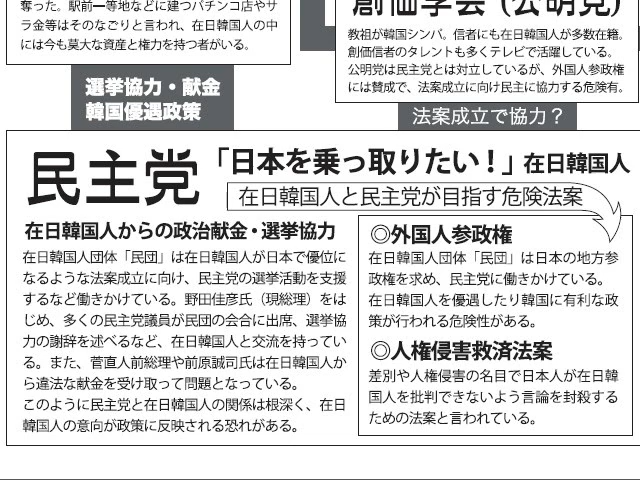 奪った。駅前一等地などに建つパチンコ店やサ
ラ金等はそのなごりと言われ、在日韓国人の中
には今も莫大な資産と権力を持つ者がいる。
創価学会（公明党）
教祖が韓国シンパ。信者にも在日韓国人が多数在籍。
創価信者のタレントも多くテレビで活躍している。
公明党は民主党とは対立しているが、外国人参政権
には賛成で、法案成立に向け民主に協力する危険有。
選挙協力・献金
韓国優遇政策
法案成立で協力？
民主党
「日本を乗っ取りたい！」在日韓国人
在日韓国人と民主党が目指す危険法案
在日韓国人からの政治献金・選挙協力
在日韓国人団体「民団」は在日韓国人が日本で優位に
なるような法案成立に向け、民主党の選挙活動を支援
するなど働きかけている。野田佳彦氏（現総理）をは
じめ、多くの民主党議員が民団の会合に出席、選挙協
力の謝辞を述べるなど、在日韓国人と交流を持ってい
る。また、菅直人前総理や前原誠司氏は在日韓国人か
ら違法な献金を受け取って問題となっている。
このように民主党と在日韓国人の関係は根深く、在日
韓国人の意向が政策に反映される恐れがある。
◎外国人参政権
在日韓国人団体「民団」は日本の地方参
政権を求め、民主党に働きかけている。
在日韓国人を優遇したり韓国に有利な政
策が行われる危険性がある。
◎人権侵害救済法案
差別や人権侵害の名目で日本人が在日韓
国人を批判できないよう言論を封殺する
ための法案と言われている。